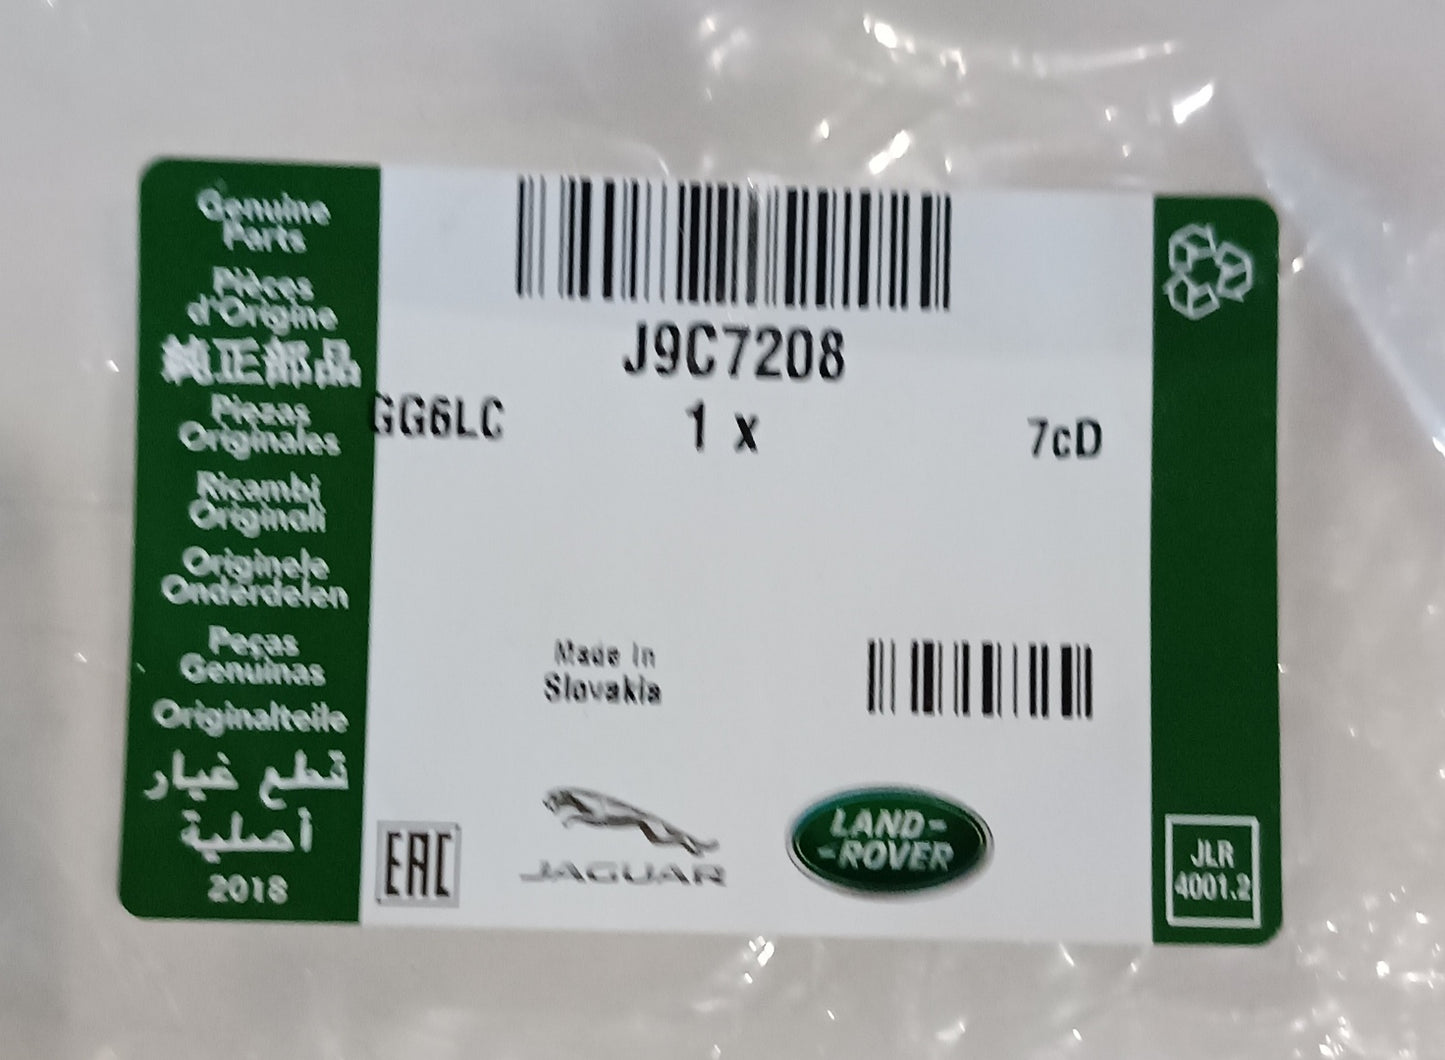 Genuine
Parts
Pièces
d'Origine
純正部品
Piezas
Originales
Ricambi
Originali
Originele
Onderdelen
Peças
Genuínas
Originalteile
قطع غيار
أصلية
2018
J9C7208
GG6LC 1 x 7cD
Made In
Slovakia
EAC
JAGUAR
LAND-
-ROVER
JLR
4001.2